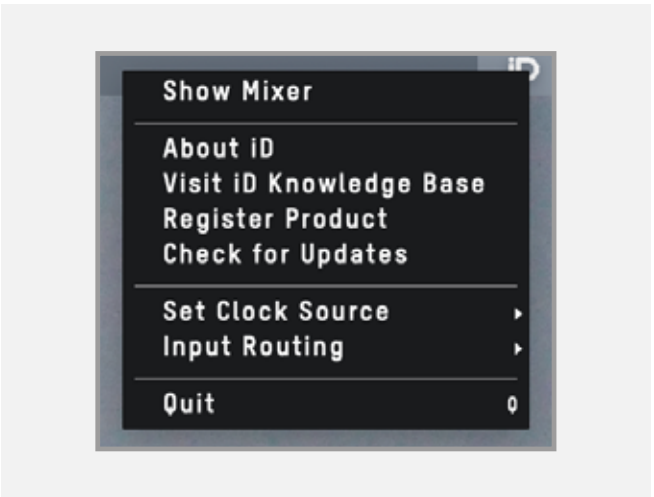 iD
Show Mixer
About iD
Visit iD Knowledge Base
Register Product
Check for Updates
Set Clock Source
Input Routing
Quit Q